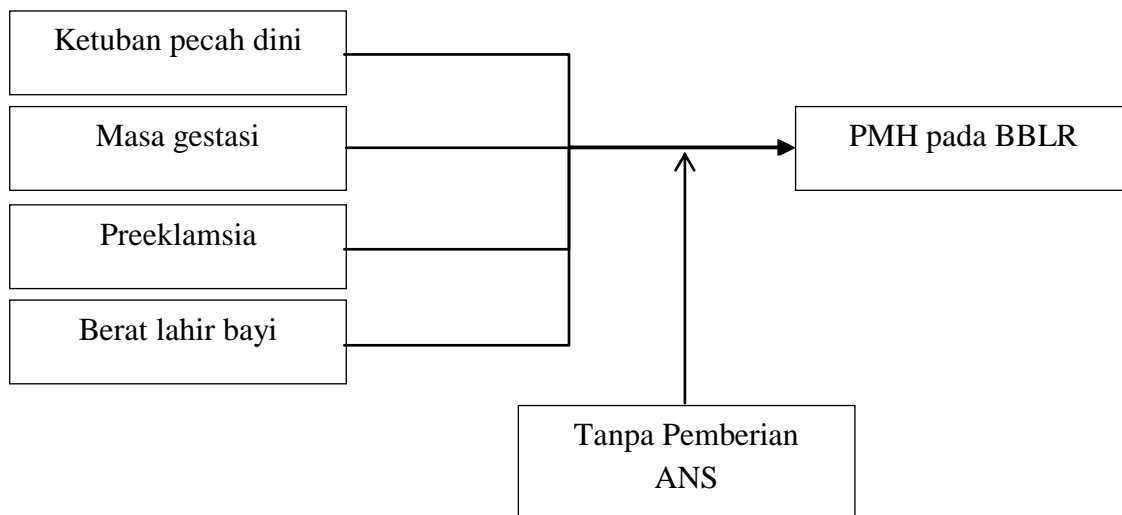 Ketuban pecah dini
Masa gestasi
PMH pada BBLR
Preeklamsia
Berat lahir bayi
Tanpa Pemberian
ANS